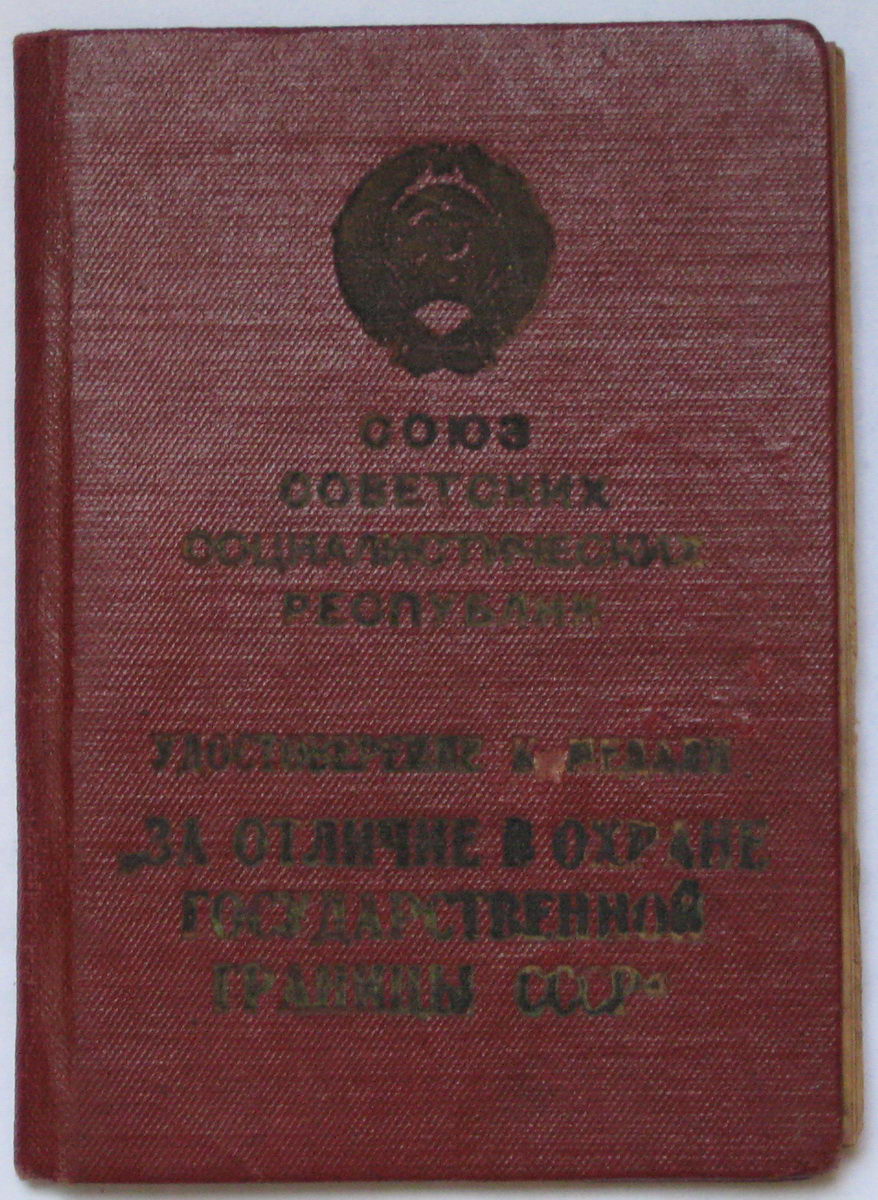 СОЮЗ
СОВЕТСКИХ
СОЦИАЛИСТИЧЕСКИХ
РЕСПУБЛИК
УДОСТОВЕРЕНИЕ К МЕДАЛИ
„ЗА ОТЛИЧИЕ В ОХРАНЕ
ГОСУДАРСТВЕННОЙ
ГРАНИЦЫ СССР“